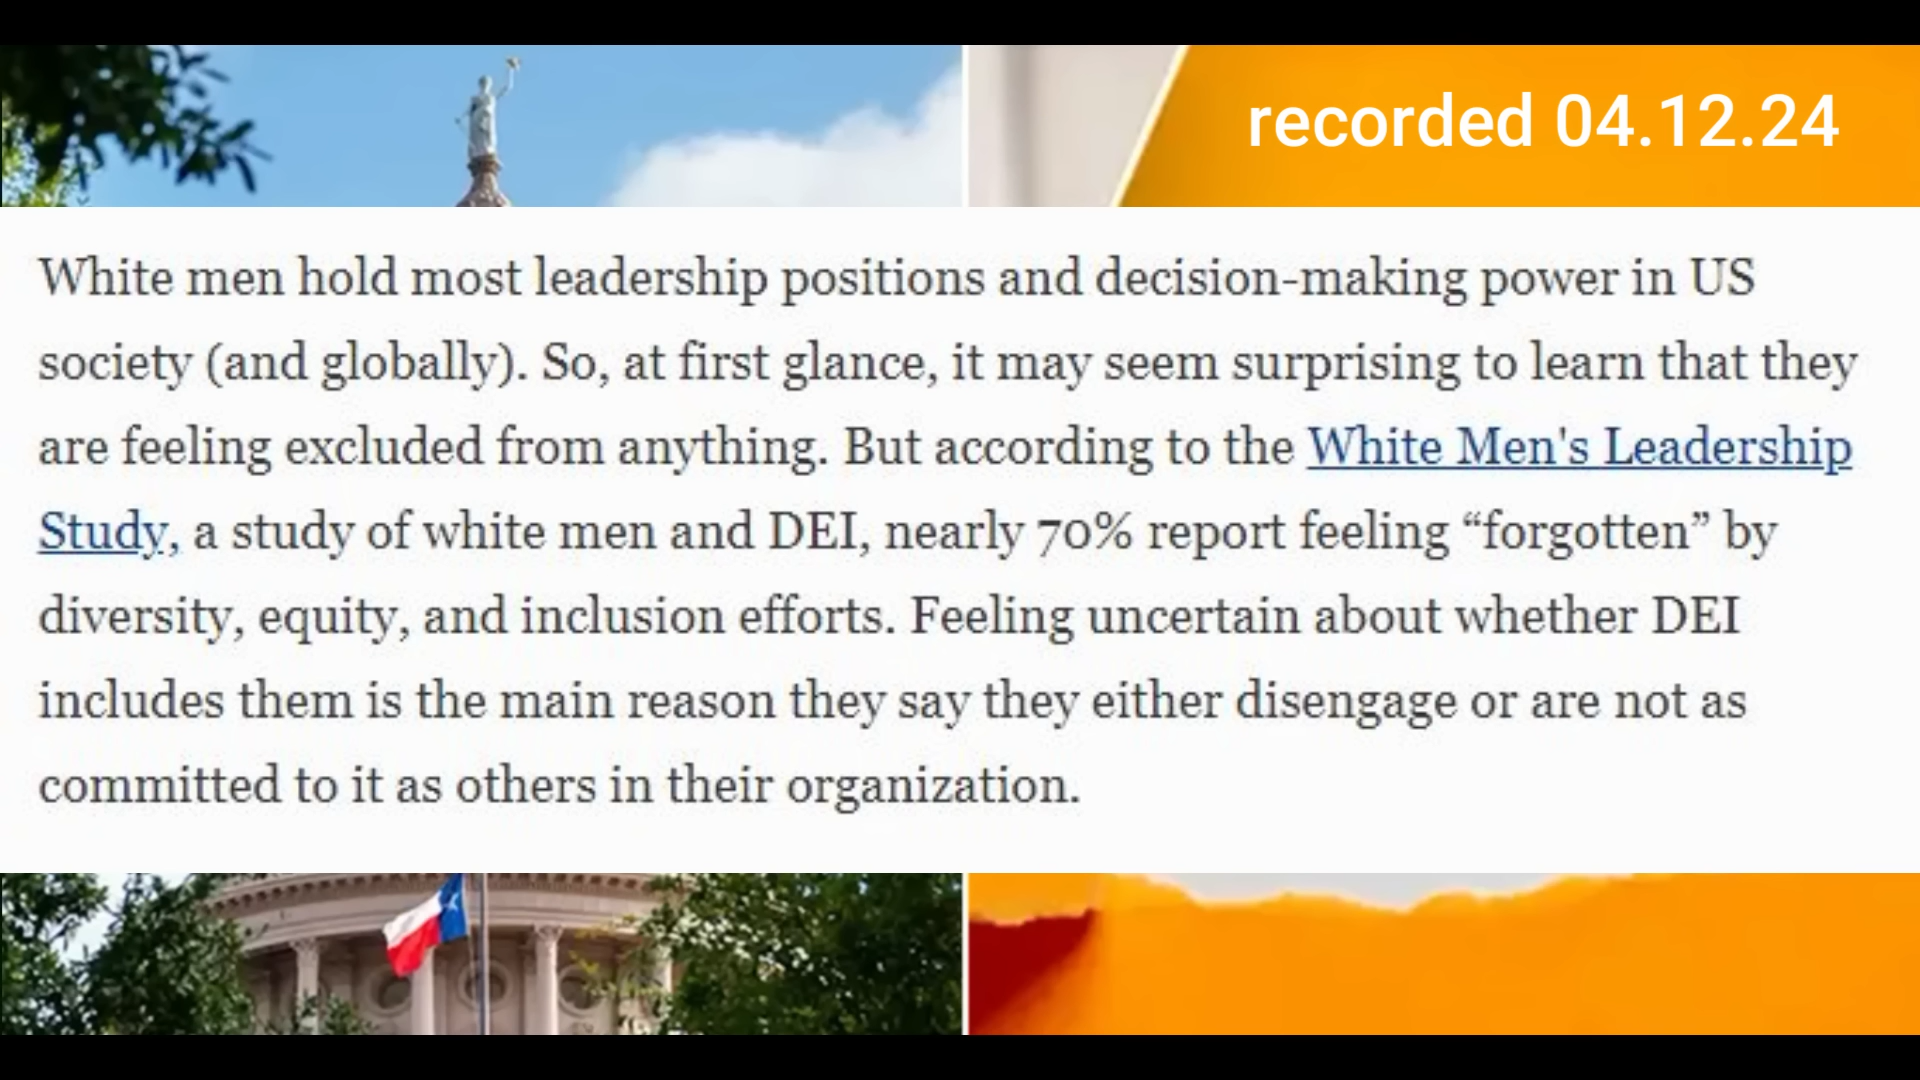 recorded 04.12.24
White men hold most leadership positions and decision-making power in US
society (and globally). So, at first glance, it may seem surprising to learn that they
are feeling excluded from anything. But according to the White Men's Leadership
Study, a study of white men and DEI, nearly 70% report feeling “forgotten” by
diversity, equity, and inclusion efforts. Feeling uncertain about whether DEI
includes them is the main reason they say they either disengage or are not as
committed to it as others in their organization.